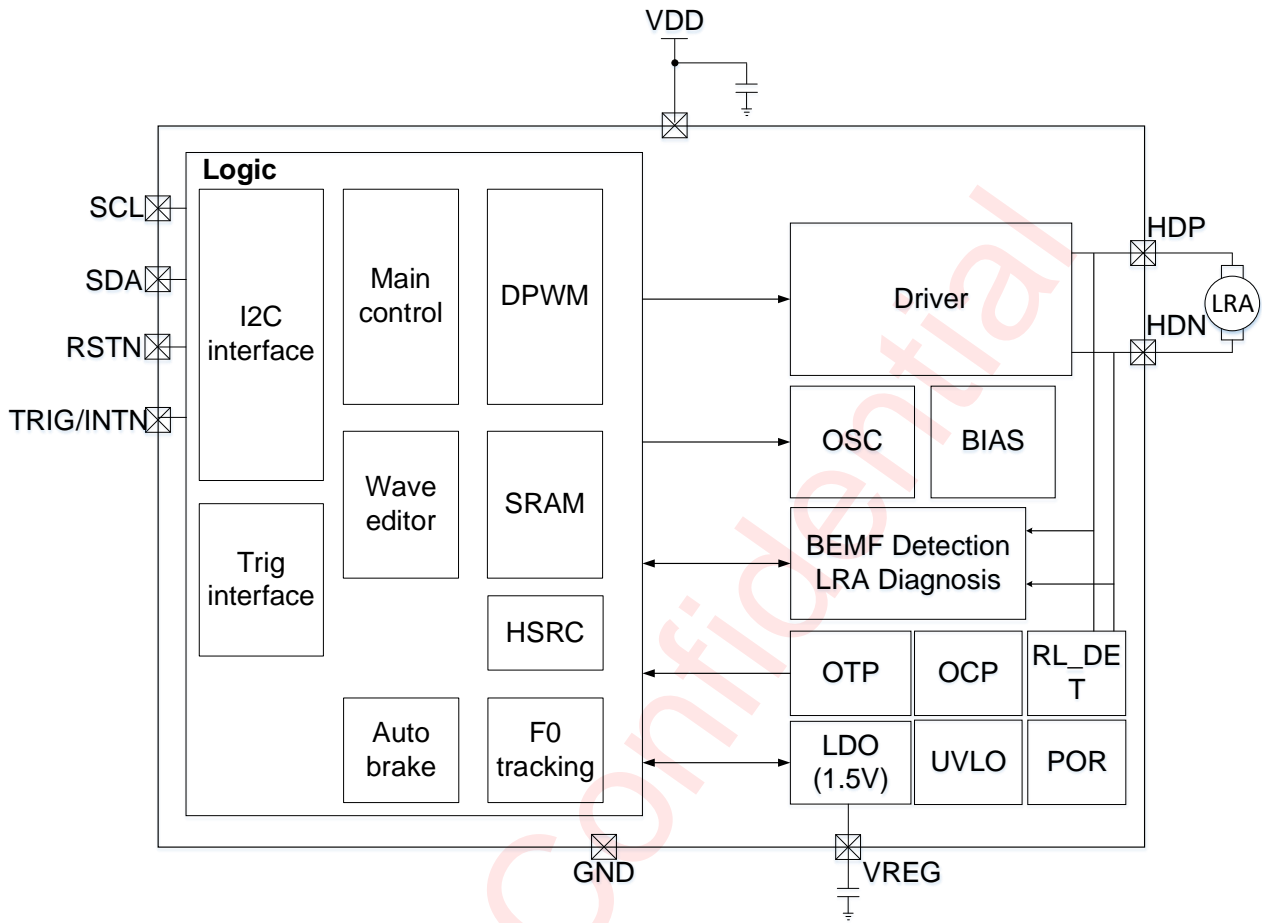 VDD
Logic
SCL
SDA
RSTN
TRIG/INTN
I2C
interface
Trig
interface
Main
control
Wave
editor
Auto
brake
DPWM
SRAM
HSRC
F0
tracking
Driver
OSC
BIAS
BEMF Detection
LRA Diagnosis
OTP
OCP
RL_DE
T
LDO
(1.5V)
UVLO
POR
HDP
HDN
LRA
GND
VREG
Confidential